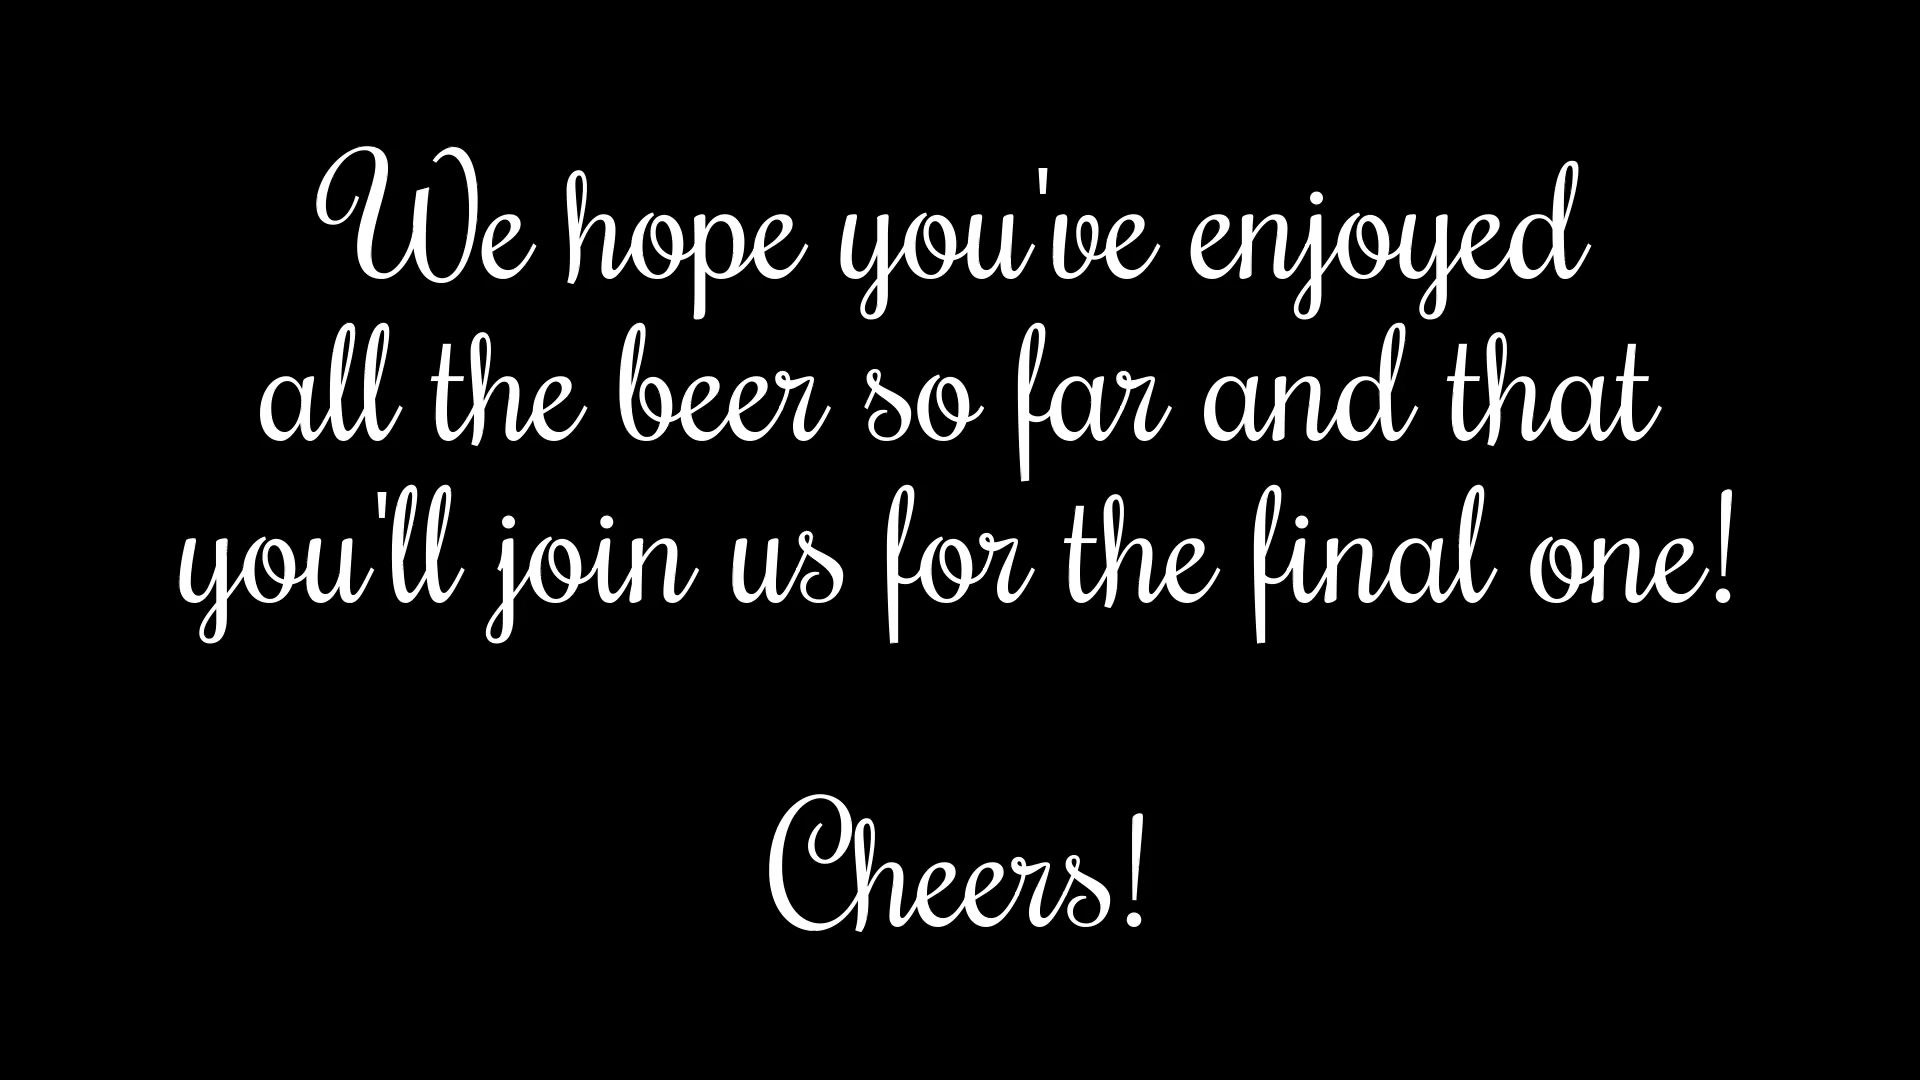 We hope you've enjoyed
all the beer so far and that
you'll join us for the final one!
Cheers!